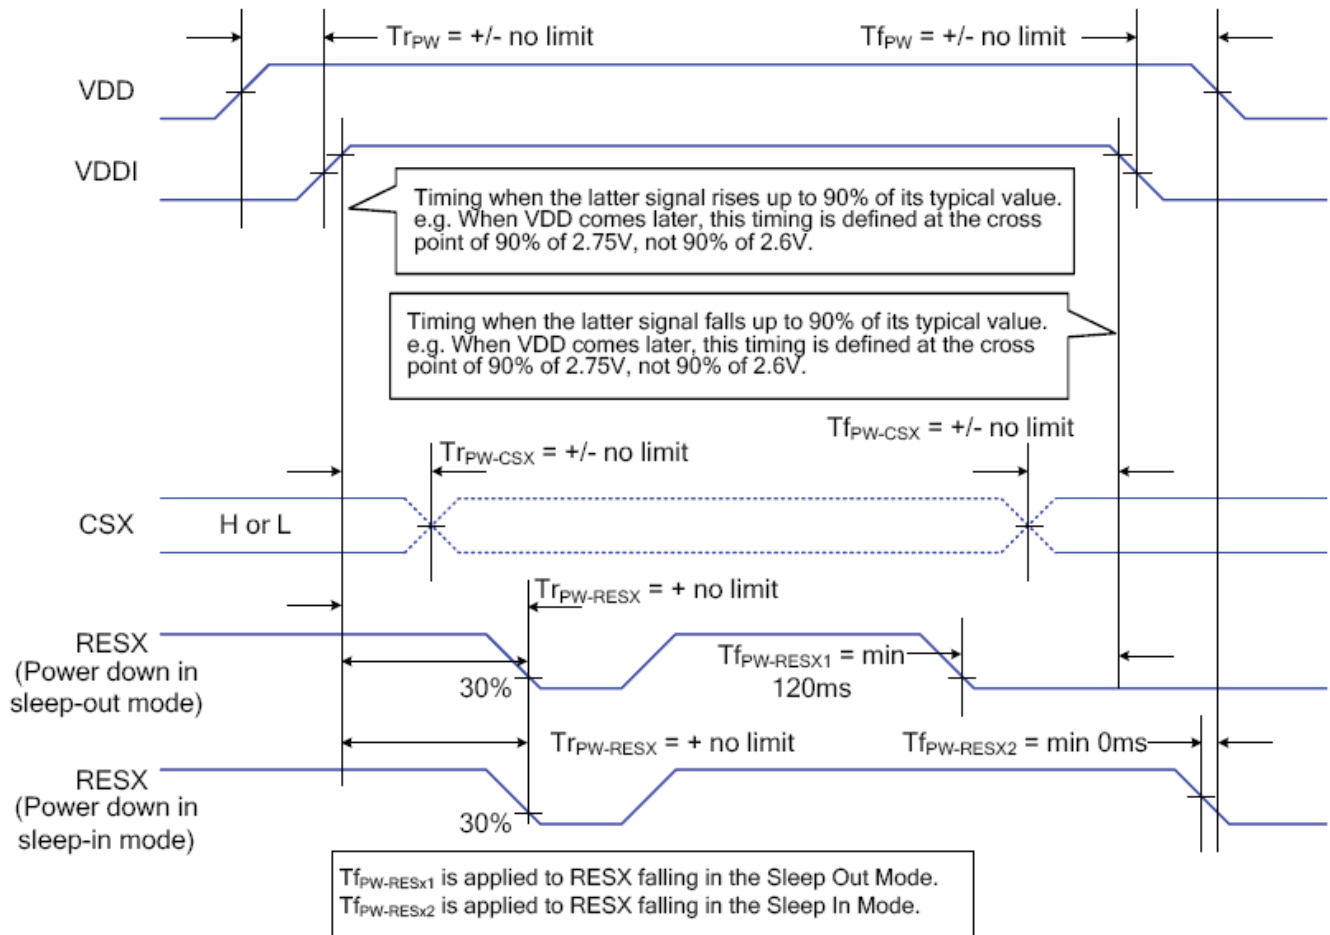 TrPW = +/- no limit
TfPW = +/- no limit
VDD
VDDI
Timing when the latter signal rises up to 90% of its typical value.
e.g. When VDD comes later, this timing is defined at the cross
point of 90% of 2.75V, not 90% of 2.6V.
Timing when the latter signal falls up to 90% of its typical value.
e.g. When VDD comes later, this timing is defined at the cross
point of 90% of 2.75V, not 90% of 2.6V.
TrPW-CSX = +/- no limit
TfPW-CSX = +/- no limit
CSX
H or L
TrPW-RESX = + no limit
RESX
(Power down in
sleep-out mode)
30%
TfPW-RESX1 = min
120ms
TrPW-RESX = + no limit
TfPW-RESX2 = min 0ms
RESX
(Power down in
sleep-in mode)
30%
TfPW-RESx1 is applied to RESX falling in the Sleep Out Mode.
TfPW-RESx2 is applied to RESX falling in the Sleep In Mode.